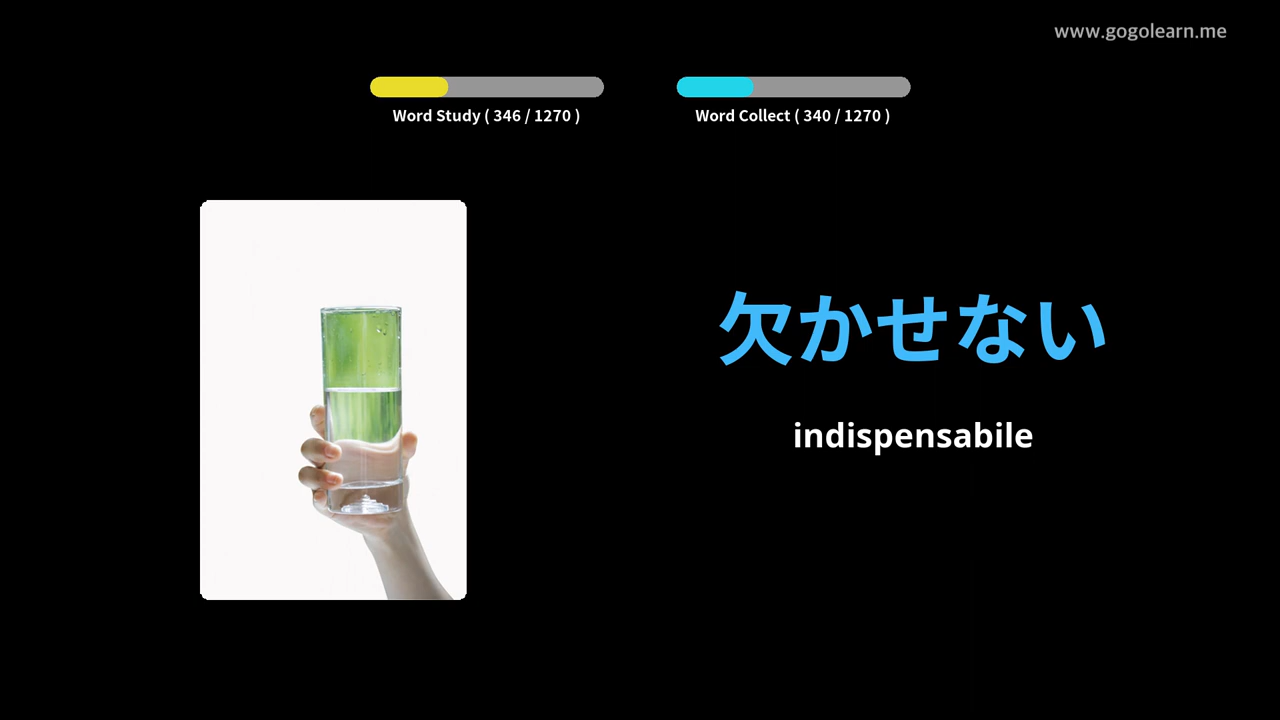 www.gogolearn.me
Word Study ( 346 / 1270 )
Word Collect ( 340 / 1270 )
欠かせない
indispensabile